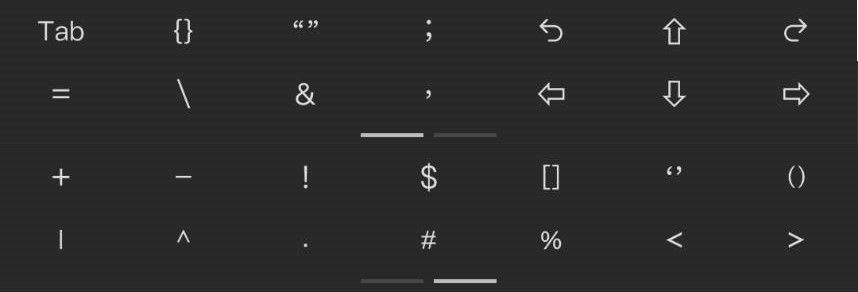 Tab {} “” ; ⮌ ⇧ ⮎
= \ & , ⇦ ⇩ ⇨
+ − ! $ [] ‘’ ()
| ^ . # % < >